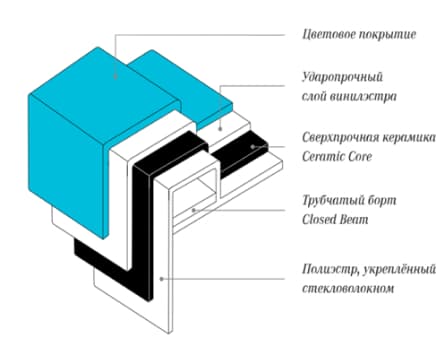 Цветовое покрытие
Ударопрочный
слой винилэстра
Сверхпрочная керамика
Ceramic Core
Трубчатый борт
Closed Beam
Полиэстр, укреплённый
стекловолокном